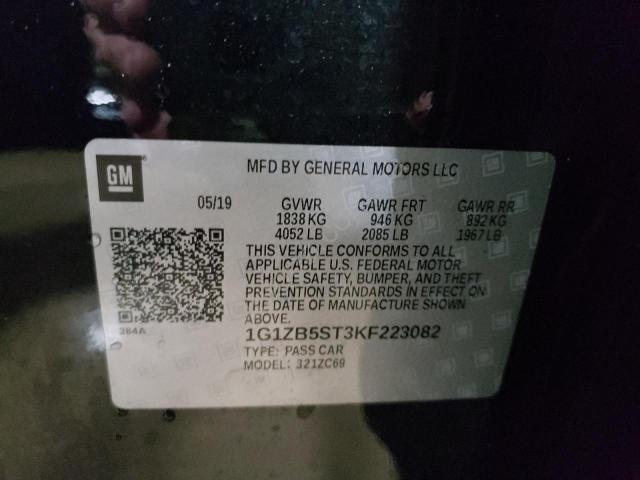 GM
MFD BY GENERAL MOTORS LLC
05/19 GVWR GAWR FRT GAWR RR
1838 KG 946 KG 892 KG
4052 LB 2085 LB 1967 LB
THIS VEHICLE CONFORMS TO ALL
APPLICABLE U.S. FEDERAL MOTOR
VEHICLE SAFETY, BUMPER, AND THEFT
PREVENTION STANDARDS IN EFFECT ON
THE DATE OF MANUFACTURE SHOWN
ABOVE.
384A
1G1ZB5ST3KF223082
TYPE: PASS CAR
MODEL: 321ZC69